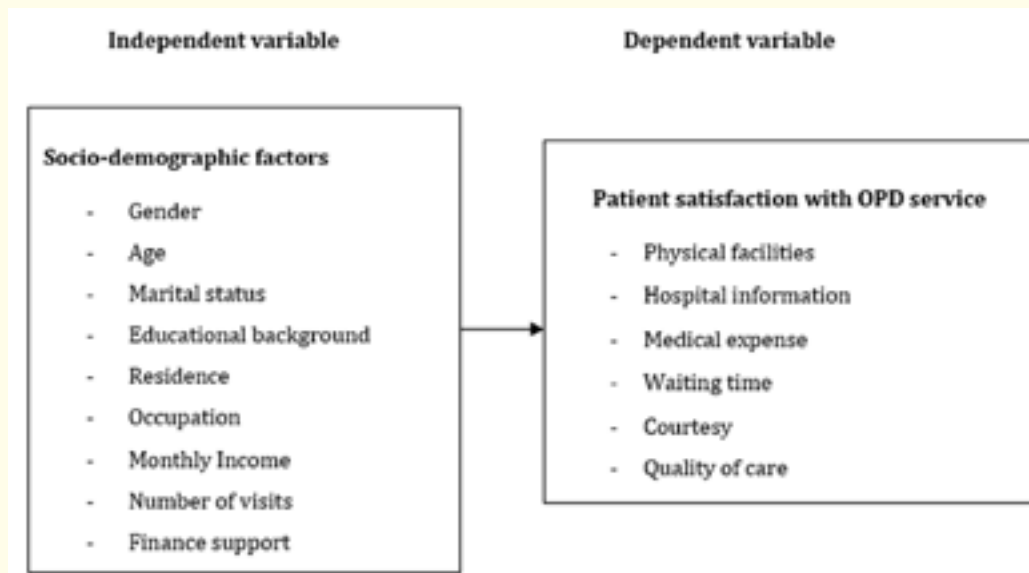 Independent variable
Dependent variable
Socio-demographic factors
- Gender
- Age
- Marital status
- Educational background
- Residence
- Occupation
- Monthly Income
- Number of visits
- Finance support
Patient satisfaction with OPD service
- Physical facilities
- Hospital information
- Medical expense
- Waiting time
- Courtesy
- Quality of care